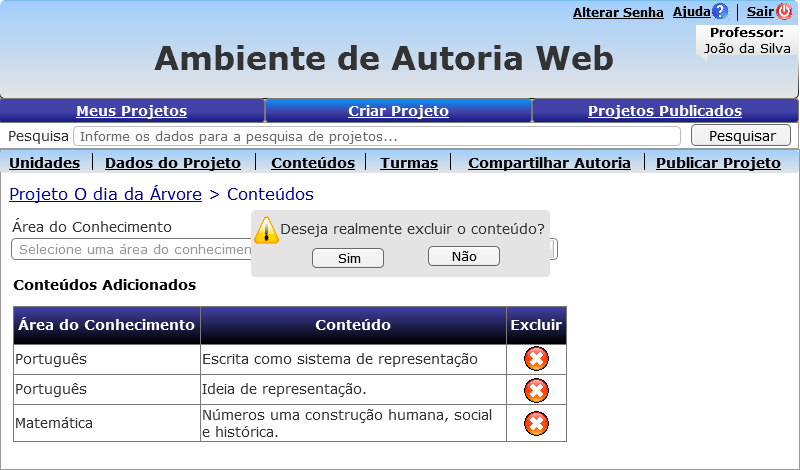 Alterar Senha Ajuda ? Sair
Professor:
João da Silva
Ambiente de Autoria Web
Meus Projetos Criar Projeto Projetos Publicados
Pesquisa Informe os dados para a pesquisa de projetos... Pesquisar
Unidades Dados do Projeto Conteúdos Turmas Compartilhar Autoria Publicar Projeto
Projeto O dia da Árvore > Conteúdos
Área do Conhecimento
Deseja realmente excluir o conteúdo?
Selecione uma área do conhecimen
Sim Não
Conteúdos Adicionados
Área do Conhecimento Conteúdo Excluir
Português Escrita como sistema de representação
Português Ideia de representação.
Matemática Números uma construção humana, social
e histórica.